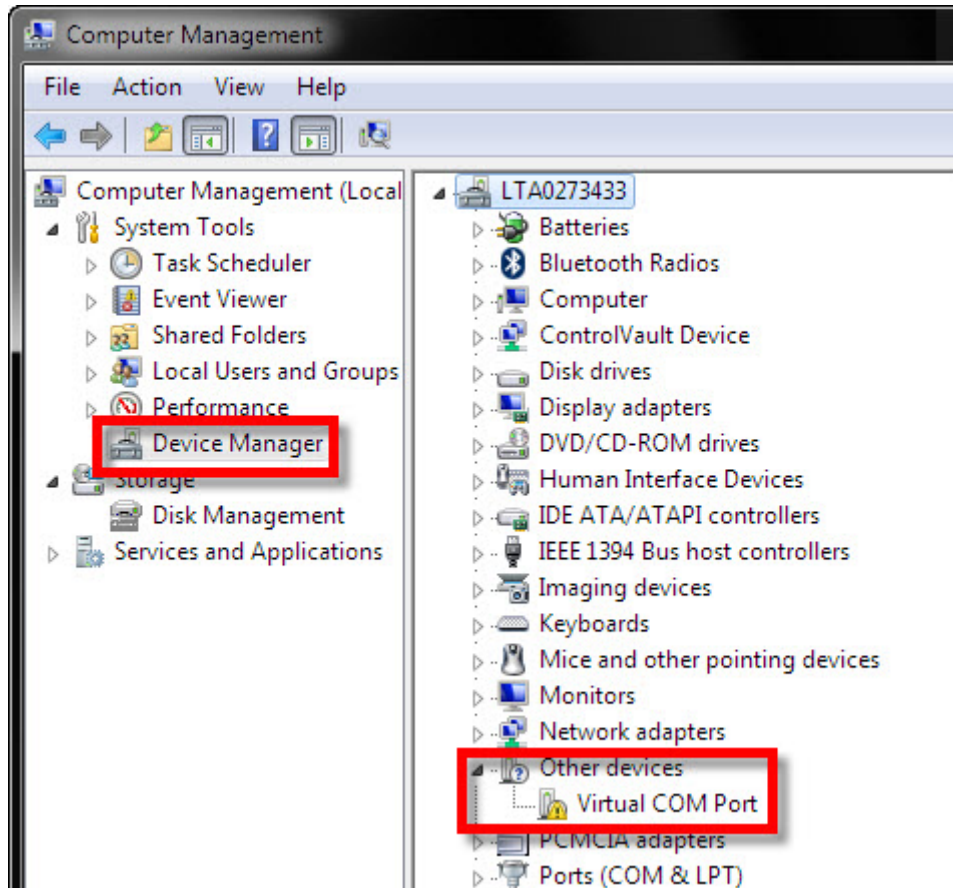 Computer Management
File Action View Help
Computer Management (Local
System Tools
Task Scheduler
Event Viewer
Shared Folders
Local Users and Groups
Performance
Device Manager
Storage
Disk Management
Services and Applications
LTA0273433
Batteries
Bluetooth Radios
Computer
ControlVault Device
Disk drives
Display adapters
DVD/CD-ROM drives
Human Interface Devices
IDE ATA/ATAPI controllers
IEEE 1394 Bus host controllers
Imaging devices
Keyboards
Mice and other pointing devices
Monitors
Network adapters
Other devices
Virtual COM Port
PCMCIA adapters
Ports (COM & LPT)